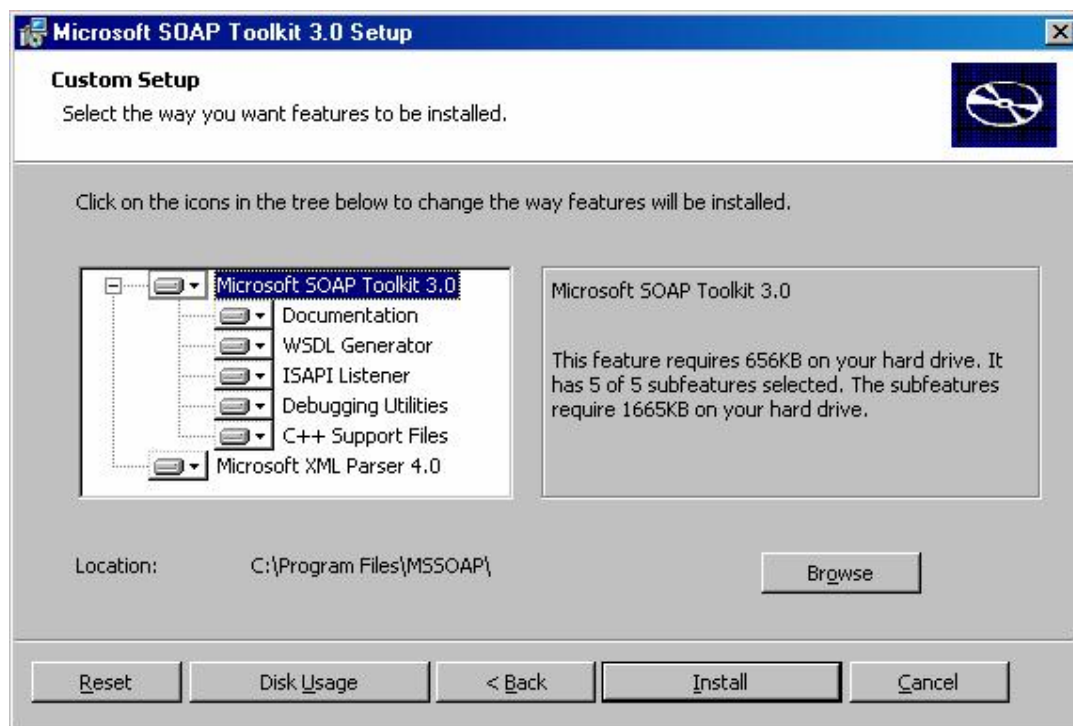 Microsoft SOAP Toolkit 3.0 Setup
Custom Setup
Select the way you want features to be installed.
Click on the icons in the tree below to change the way features will be installed.
Microsoft SOAP Toolkit 3.0
Documentation
WSDL Generator
ISAPI Listener
Debugging Utilities
C++ Support Files
Microsoft XML Parser 4.0
Microsoft SOAP Toolkit 3.0
This feature requires 656KB on your hard drive. It
has 5 of 5 subfeatures selected. The subfeatures
require 1665KB on your hard drive.
Location: C:\Program Files\MSSOAP\
Browse
Reset Disk Usage < Back Install Cancel